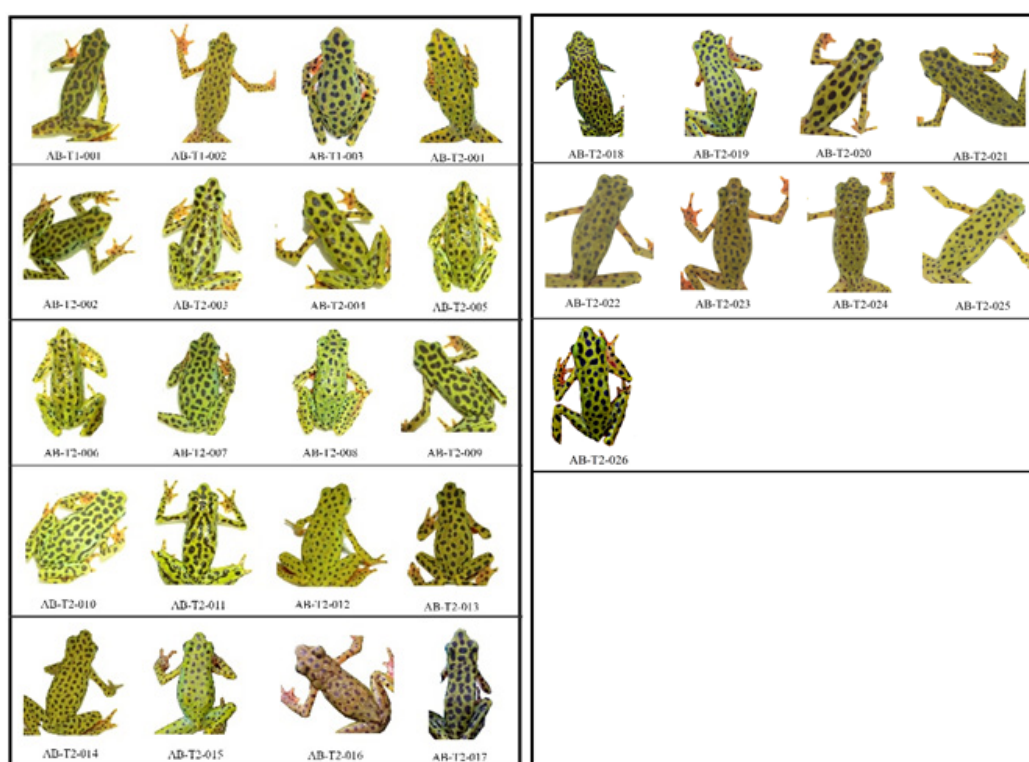 AB-T1-001 AB-T1-002 AB-T1-003 AB-T2-001
AB-T2-002 AB-T2-003 AB-T2-004 AB-T2-005
AB-T2-006 AB-T2-007 AB-T2-008 AB-T2-009
AB-T2-010 AB-T2-011 AB-T2-012 AB-T2-013
AB-T2-014 AB-T2-015 AB-T2-016 AB-T2-017
AB-T2-018 AB-T2-019 AB-T2-020 AB-T2-021
AB-T2-022 AB-T2-023 AB-T2-024 AB-T2-025
AB-T2-026